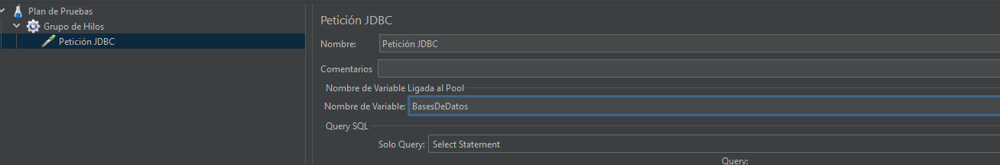 Plan de Pruebas
Grupo de Hilos
Petición JDBC
Petición JDBC
Nombre: Petición JDBC
Comentarios
Nombre de Variable Ligada al Pool
Nombre de Variable: BasesDeDatos
Query SQL
Solo Query: Select Statement
Query: